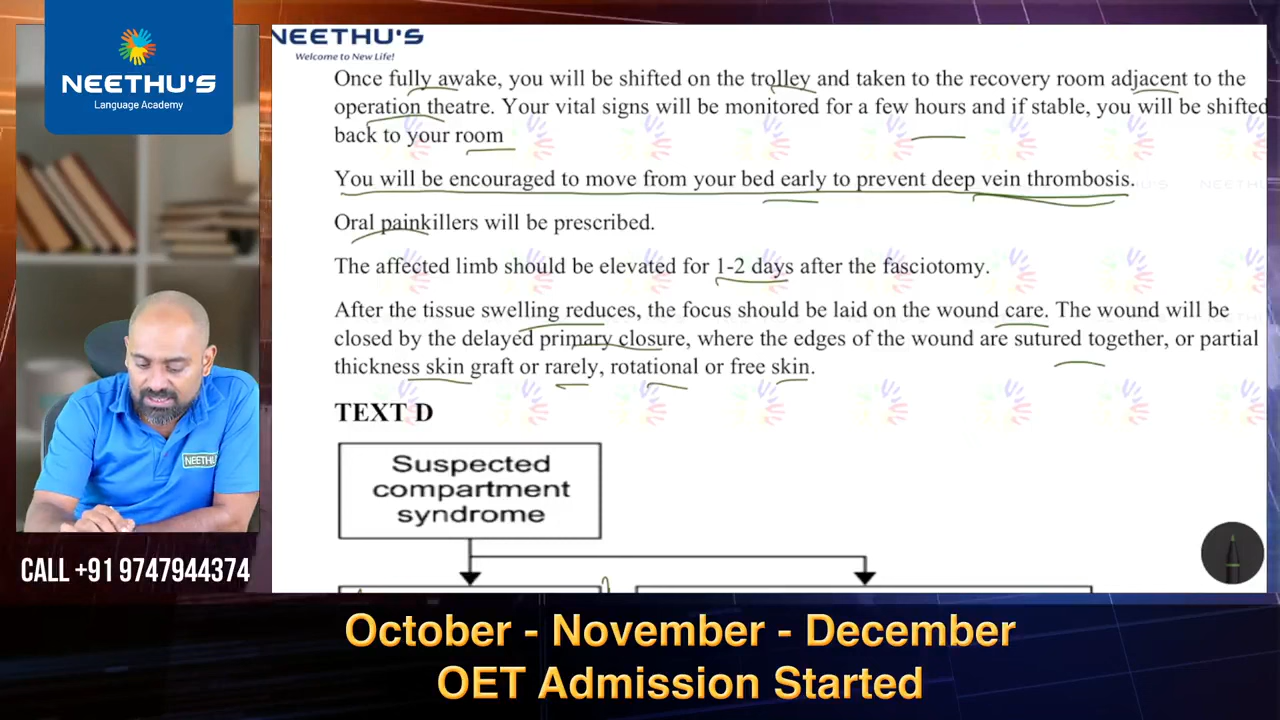 NEETHU'S
Language Academy
NEETHU'S
Welcome to New Life!
Once fully awake, you will be shifted on the trolley and taken to the recovery room adjacent to the
operation theatre. Your vital signs will be monitored for a few hours and if stable, you will be shifted
back to your room
You will be encouraged to move from your bed early to prevent deep vein thrombosis.
Oral painkillers will be prescribed.
The affected limb should be elevated for 1-2 days after the fasciotomy.
After the tissue swelling reduces, the focus should be laid on the wound care. The wound will be
closed by the delayed primary closure, where the edges of the wound are sutured together, or partial
thickness skin graft or rarely, rotational or free skin.
TEXT D
Suspected
compartment
syndrome
NEETHU
CALL +91 9747944374
October - November - December
OET Admission Started